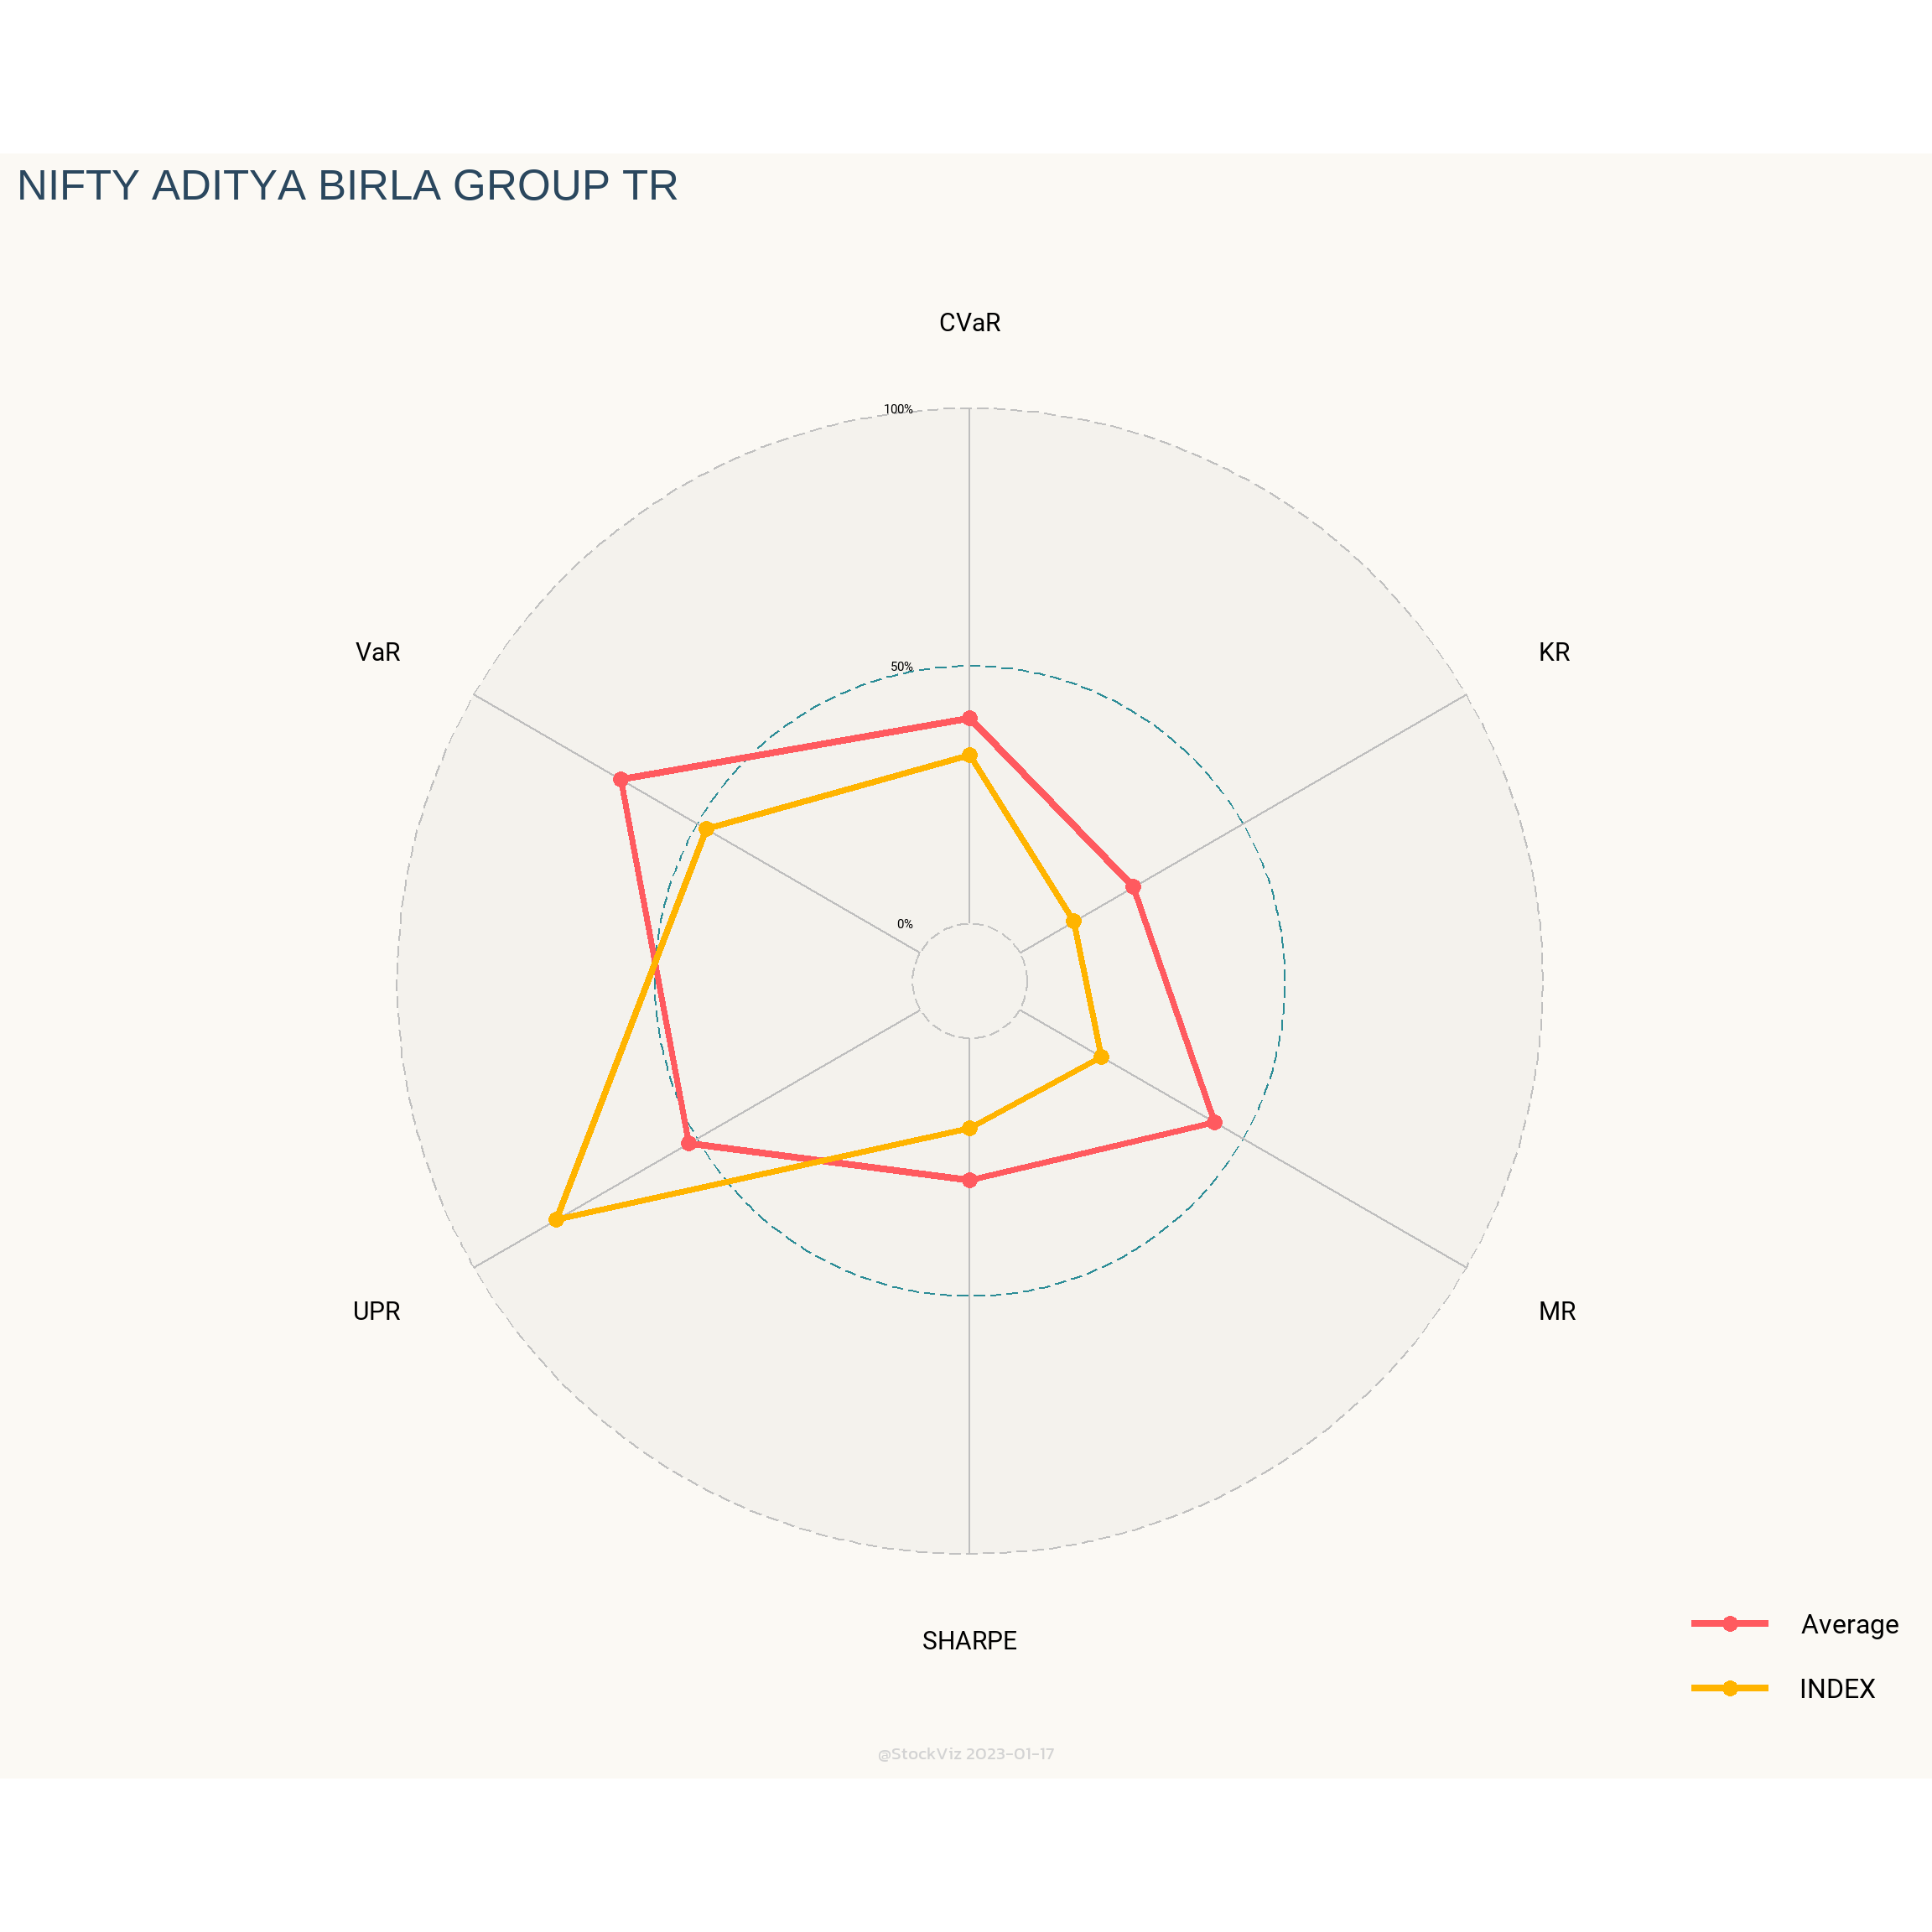 NIFTY ADITYA BIRLA GROUP TR
CVaR
100%
VaR
KR
50%
0%
UPR
MR
SHARPE
Average
INDEX
@StockViz 2023-01-17